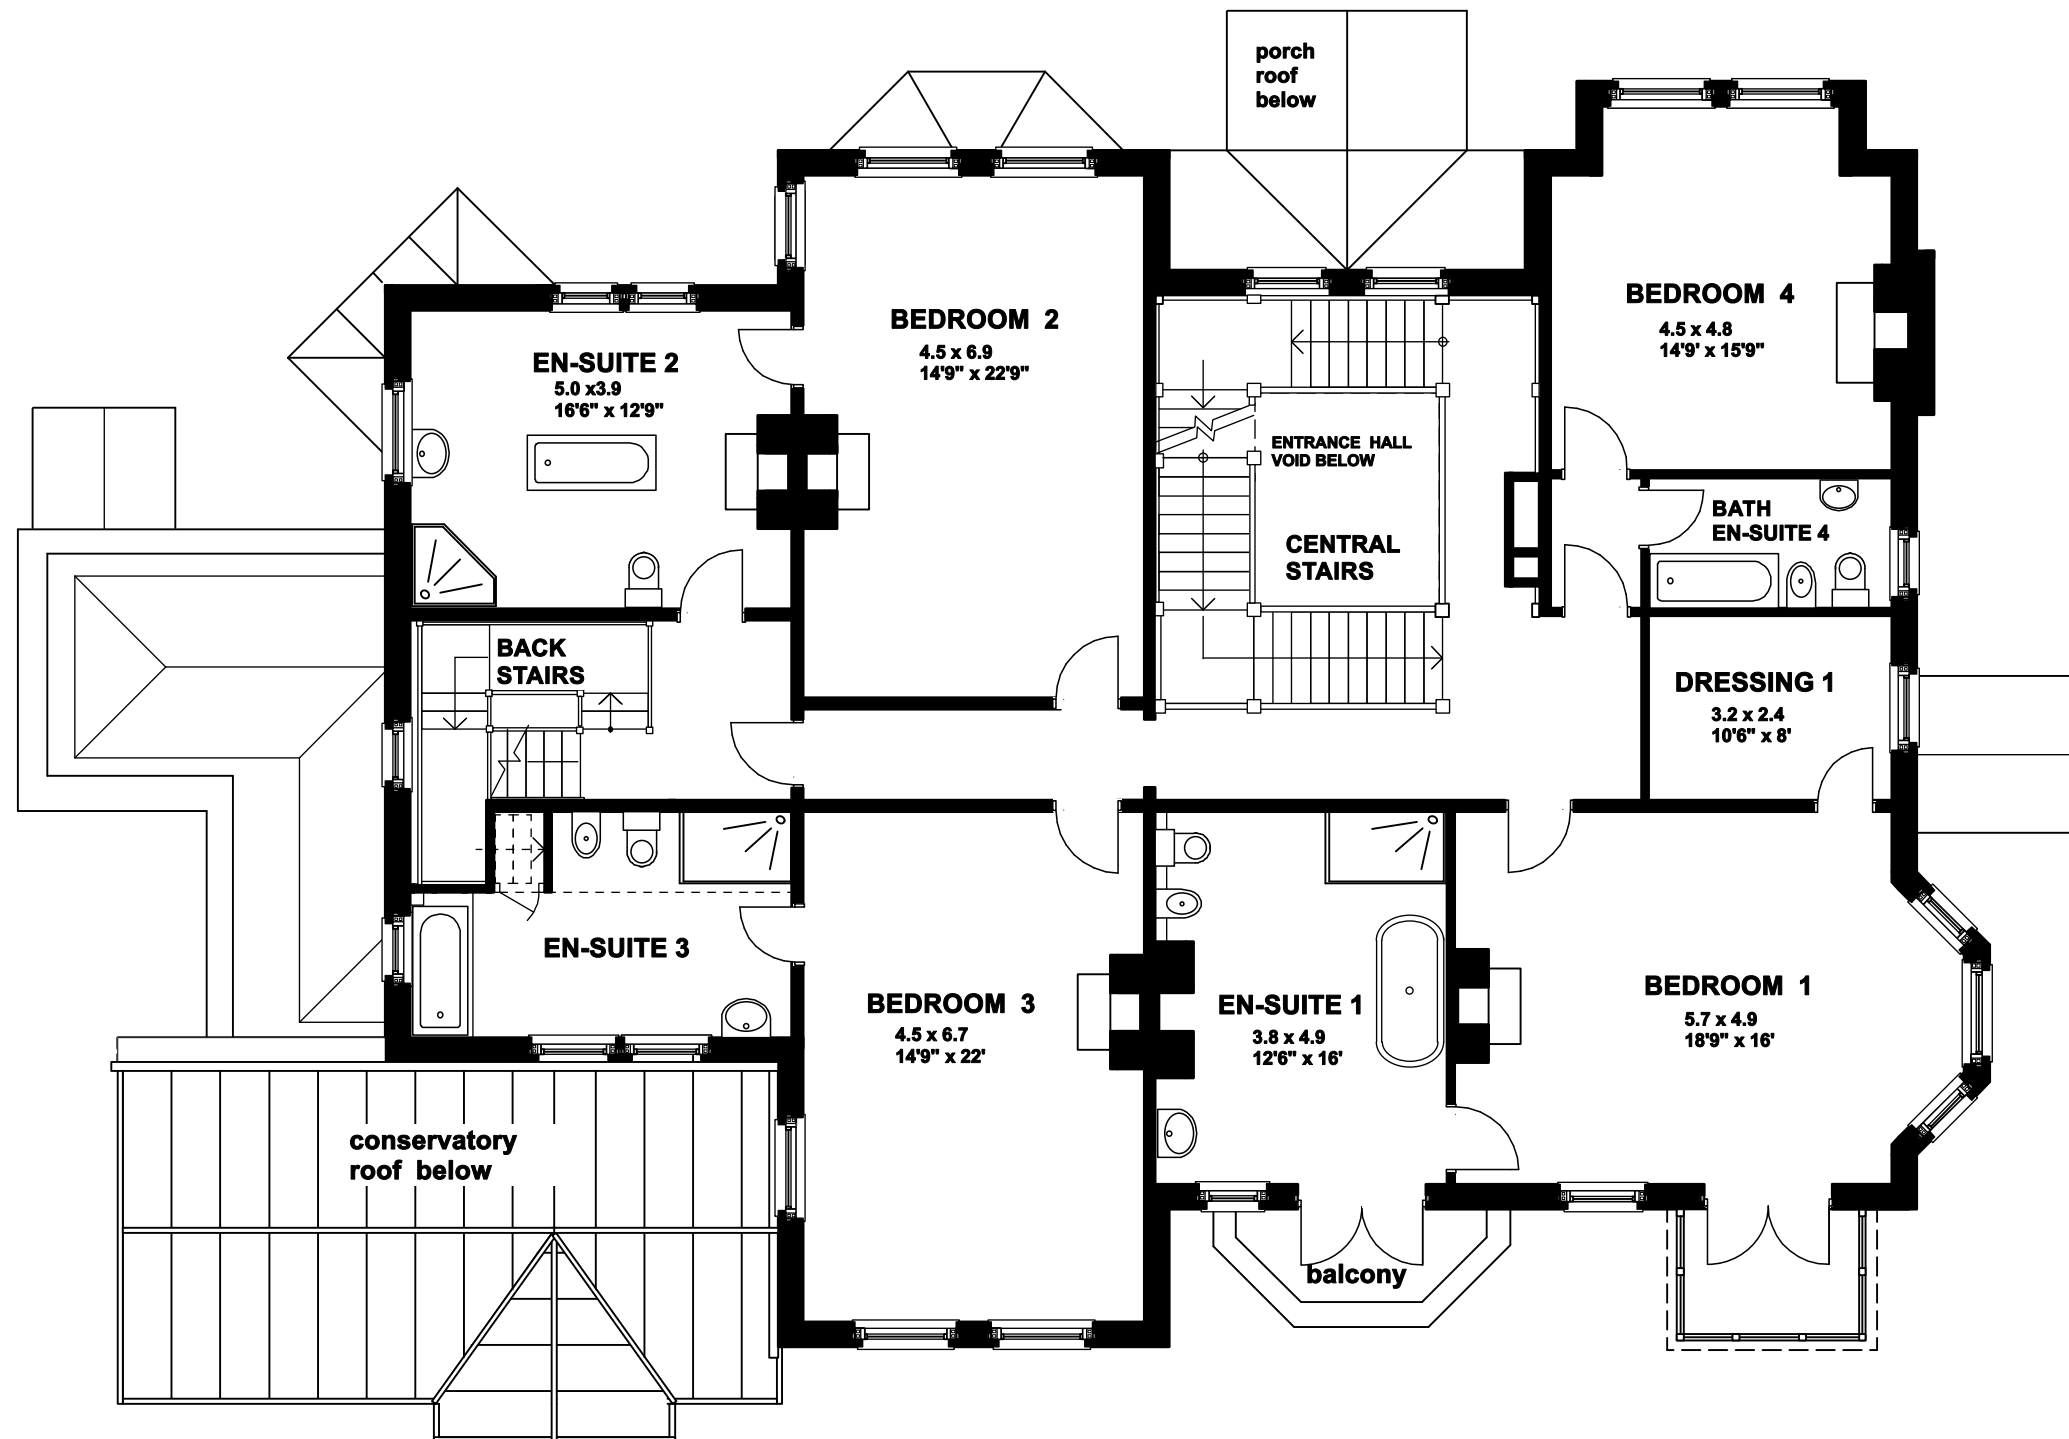 porch
roof
below
BEDROOM 4
4.5 x 4.8
14'9' x 15'9"
BEDROOM 2
4.5 x 6.9
14'9" x 22'9"
EN-SUITE 2
5.0 x3.9
16'6" x 12'9"
ENTRANCE HALL
VOID BELOW
CENTRAL
STAIRS
BATH
EN-SUITE 4
BACK
STAIRS
DRESSING 1
3.2 x 2.4
10'6" x 8'
EN-SUITE 3
BEDROOM 3
4.5 x 6.7
14'9" x 22'
EN-SUITE 1
3.8 x 4.9
12'6" x 16'
BEDROOM 1
5.7 x 4.9
18'9" x 16'
conservatory
roof below
balcony